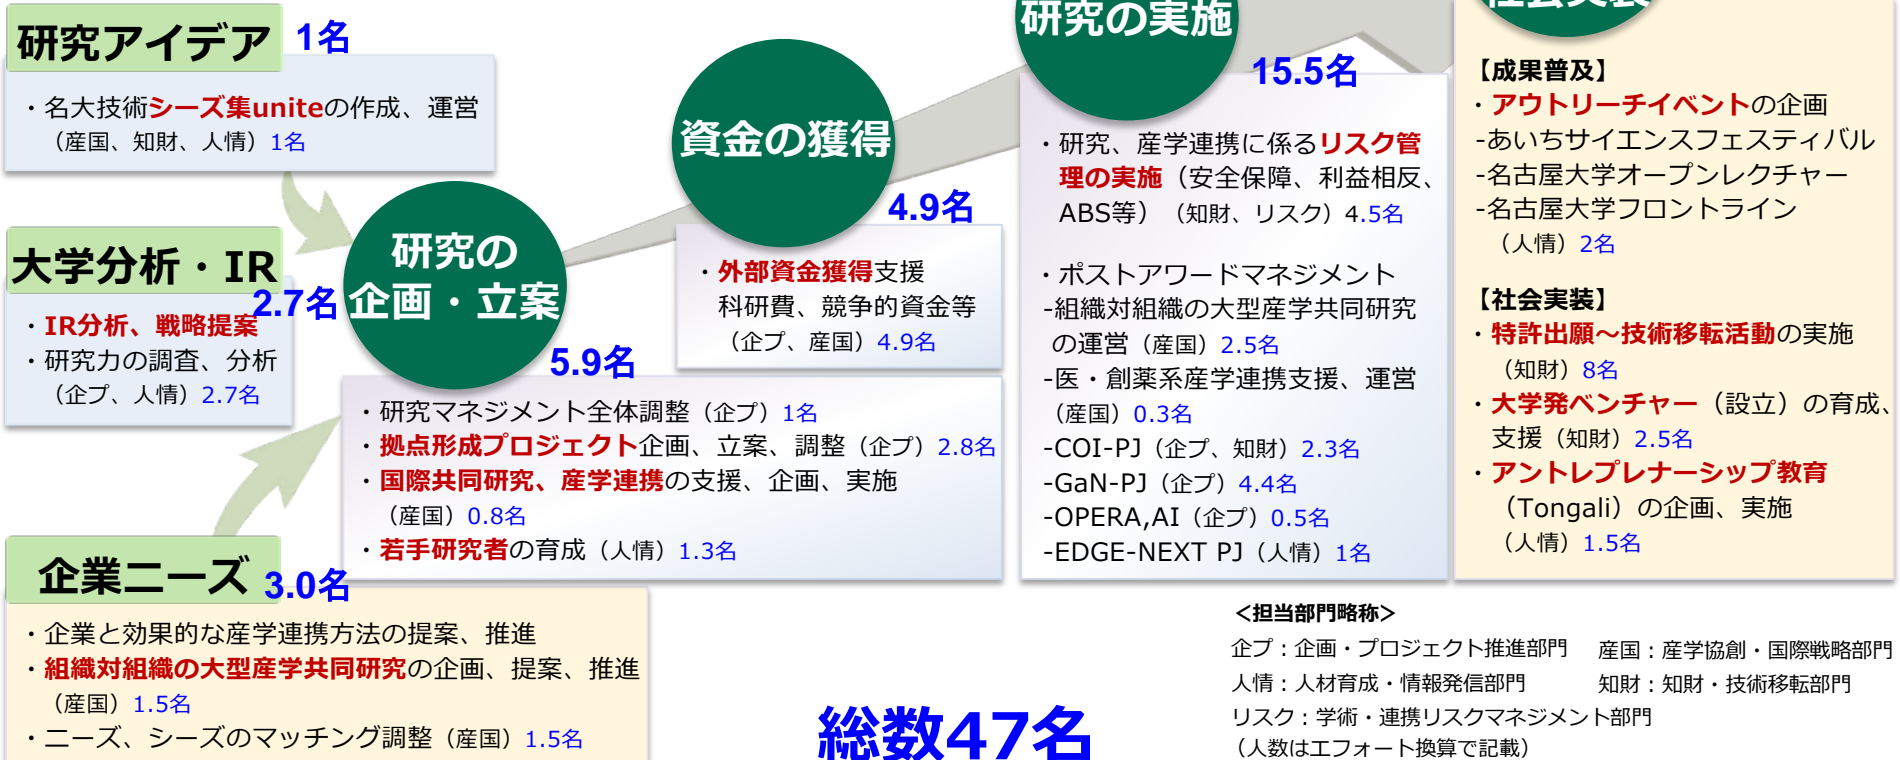 研究アイデア 1名
・名大技術シーズ集uniteの作成、運営
（産国、知財、人情）1名
大学分析・IR
2.7名
・IR分析、戦略提案
・研究力の調査、分析
（企プ、人情）2.7名
企業ニーズ 3.0名
・企業と効果的な産学連携方法の提案、推進
・組織対組織の大型産学共同研究の企画、提案、推進
（産国）1.5名
・ニーズ、シーズのマッチング調整（産国）1.5名
研究の
企画・立案
5.9名
・研究マネジメント全体調整（企プ）1名
・拠点形成プロジェクト企画、立案、調整（企プ）2.8名
・国際共同研究、産学連携の支援、企画、実施
（産国）0.8名
・若手研究者の育成（人情）1.3名
資金の獲得
4.9名
・外部資金獲得支援
科研費、競争的資金等
（企プ、産国）4.9名
研究の実施
15.5名
・研究、産学連携に係るリスク管
理の実施（安全保障、利益相反、
ABS等）（知財、リスク）4.5名
・ポストアワードマネジメント
-組織対組織の大型産学共同研究
の運営（産国）2.5名
-医・創薬系産学連携支援、運営
（産国）0.3名
-COI-PJ（企プ、知財）2.3名
-GaN-PJ（企プ）4.4名
-OPERA,AI（企プ）0.5名
-EDGE-NEXT PJ（人情）1名
社会実装
【成果普及】
・アウトリーチイベントの企画
-あいちサイエンスフェスティバル
-名古屋大学オープンレクチャー
-名古屋大学フロントライン
（人情）2名
【社会実装】
・特許出願～技術移転活動の実施
（知財）8名
・大学発ベンチャー（設立）の育成、
支援（知財）2.5名
・アントレプレナーシップ教育
（Tongali）の企画、実施
（人情）1.5名
総数47名
＜担当部門略称＞
企プ：企画・プロジェクト推進部門 産国：産学協創・国際戦略部門
人情：人材育成・情報発信部門 知財：知財・技術移転部門
リスク：学術・連携リスクマネジメント部門
（人数はエフォート換算で記載）